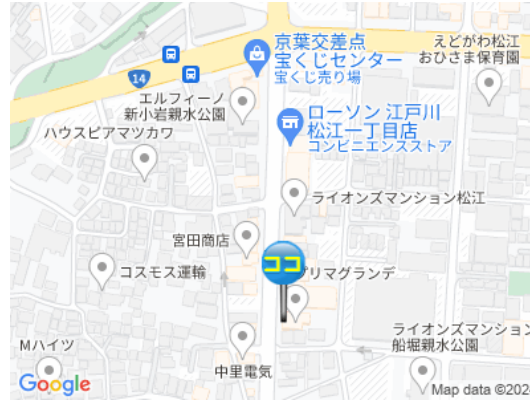 京葉交差点
宝くじセンター
宝くじ売り場
えどがわ松江
おひさま保育園
14
エルフィーノ
新小岩親水公園
ローソン 江戸川
松江一丁目店
コンビニエンスストア
ハウスピアマツカワ
ライオンズマンション松江
宮田商店
ココ
プリマグランデ
コスモス運輸
ライオンズマンション
船堀親水公園
Mハイツ
中里電気
Google
Map data ©202